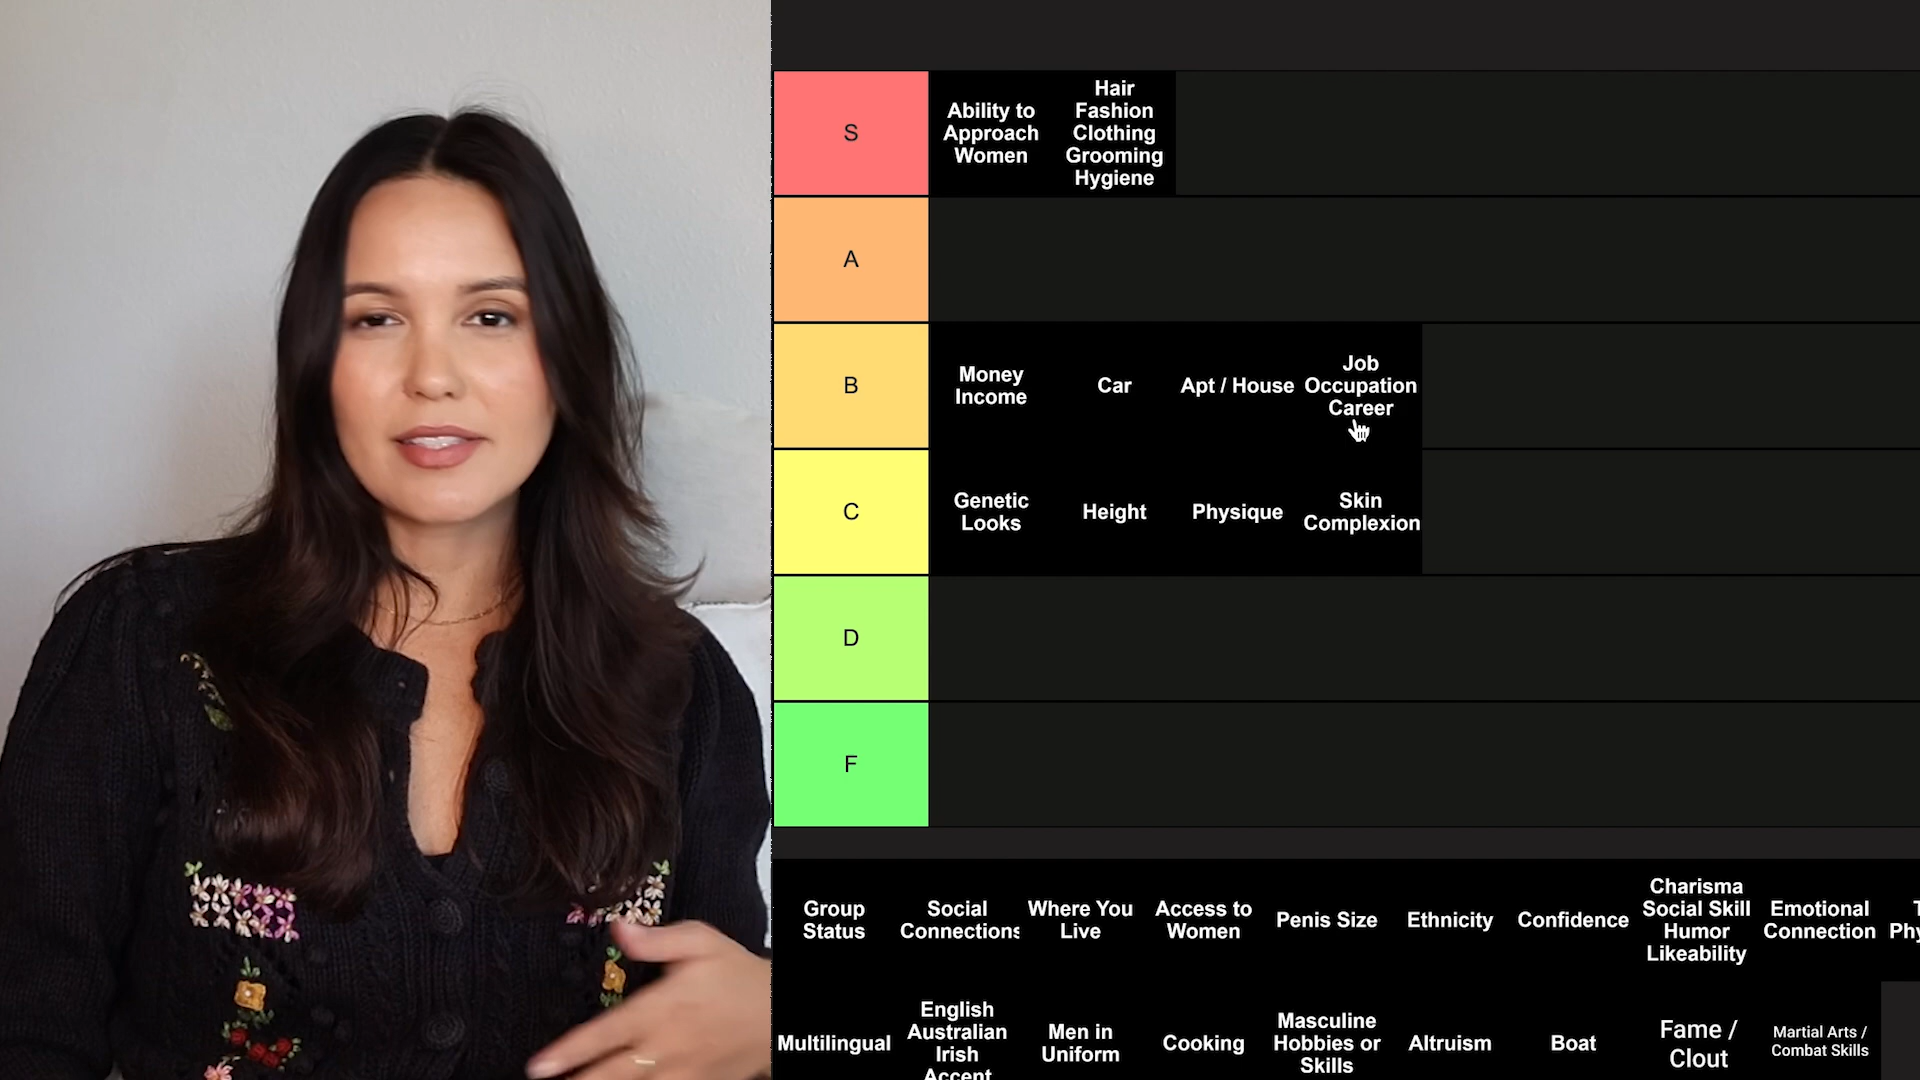 S
Ability to
Approach
Women
Hair
Fashion
Clothing
Grooming
Hygiene
A
B
Money
Income
Car
Apt / House
Job
Occupation
Career
C
Genetic
Looks
Height
Physique
Skin
Complexion
D
F
Group
Status
Social
Connections
Where You
Live
Access to
Women
Penis Size
Ethnicity
Confidence
Charisma
Social Skill
Humor
Likeability
Emotional
Connection
Multilingual
English
Australian
Irish
Accent
Men in
Uniform
Cooking
Masculine
Hobbies or
Skills
Altruism
Boat
Fame /
Clout
Martial Arts /
Combat Skills